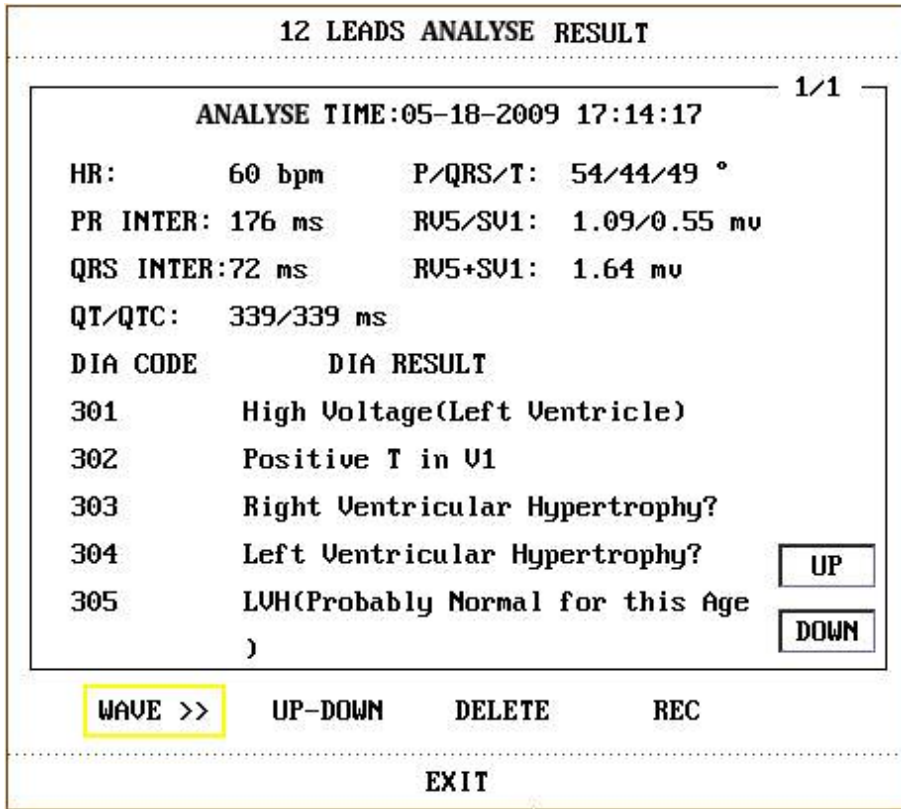 12 LEADS ANALYSE RESULT
1/1
ANALYSE TIME:05-18-2009 17:14:17
HR: 60 bpm P/QRS/T: 54/44/49 °
PR INTER: 176 ms RV5/SV1: 1.09/0.55 mv
QRS INTER:72 ms RV5+SV1: 1.64 mv
QT/QTC: 339/339 ms
DIA CODE DIA RESULT
301 High Voltage(Left Ventricle)
302 Positive T in V1
303 Right Ventricular Hypertrophy?
304 Left Ventricular Hypertrophy?
UP
305 LVH(Probably Normal for this Age
)
DOWN
WAVE >> UP-DOWN DELETE REC
EXIT